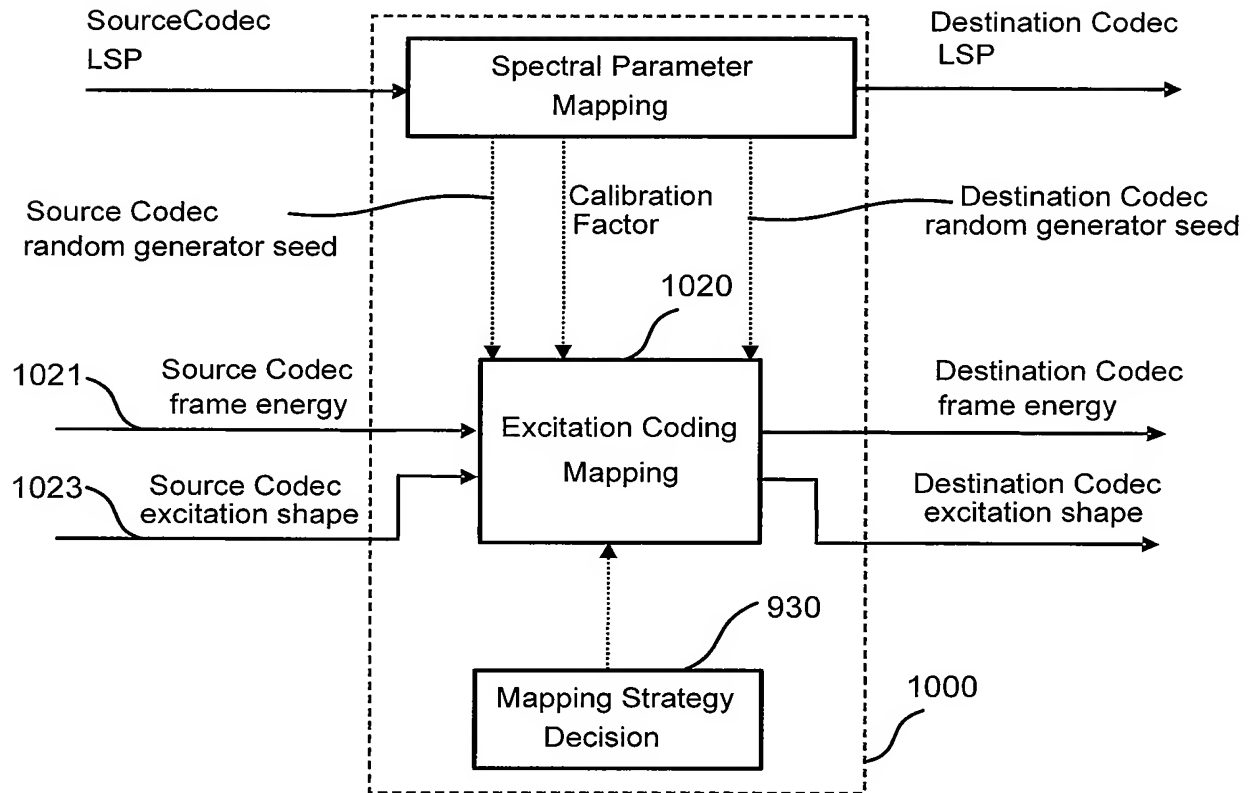 SourceCodec
LSP
Spectral Parameter
Mapping
Destination Codec
LSP
Source Codec
random generator seed
Calibration
Factor
Destination Codec
random generator seed
1020
1021
Source Codec
frame energy
Excitation Coding
Mapping
Destination Codec
frame energy
1023
Source Codec
excitation shape
Destination Codec
excitation shape
930
Mapping Strategy
Decision
1000